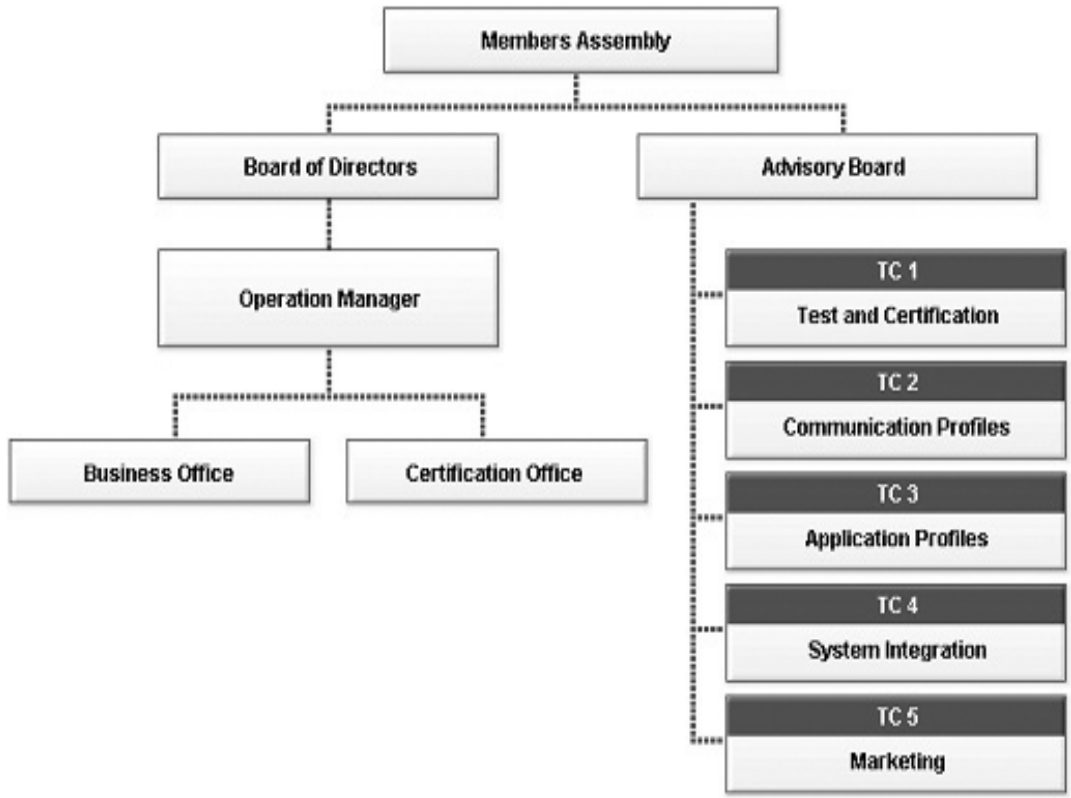 Members Assembly
Board of Directors
Advisory Board
Operation Manager
Business Office
Certification Office
TC 1
Test and Certification
TC 2
Communication Profiles
TC 3
Application Profiles
TC 4
System Integration
TC 5
Marketing